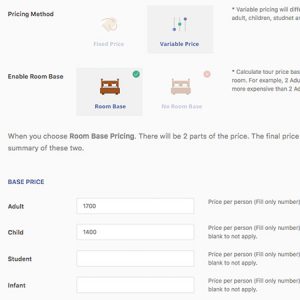 Pricing Method
Fixed Price
Variable Price
* Variable pricing will diff
adult, children, studnet a
Enable Room Base
Room Base
No Room Base
* Calculate tour price bas
room. For example, 2 Adu
more expensive than 2 Ad
When you choose Room Base Pricing. There will be 2 parts of the price. The final price
summary of these two.
BASE PRICE
Adult
1700
Price per person (Fill only number)
Child
1400
Price per person (Fill only number)
blank to not apply.
Student
Price per person (Fill only number)
blank to not apply.
Infant
Price per person (Fill only number)
blank to not apply.